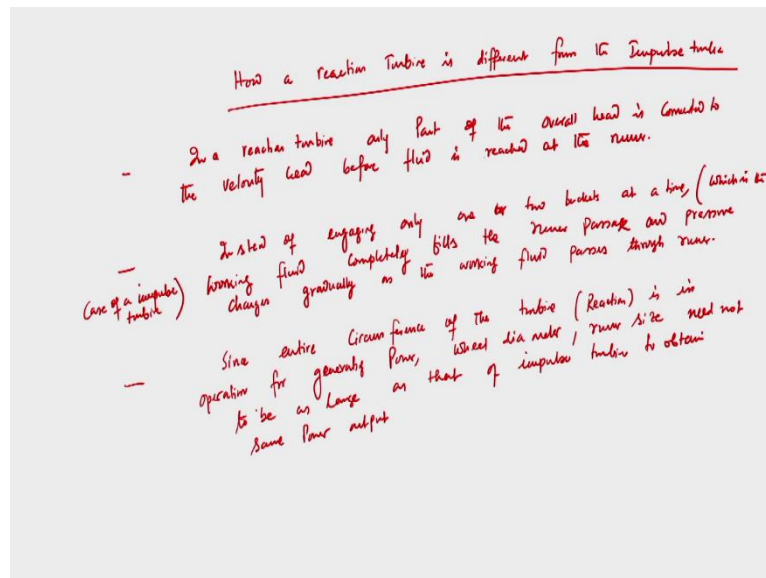 How a reaction Turbine is different from the Impulse turbine
- In a reaction turbine only Part of the overall head is converted to
the velocity head before fluid is reached at the runner.
- Instead of engaging only one or two buckets at a time, (which is the
case of a impulse turbine) working fluid completely fills the runner passage and pressure
changes gradually as the working fluid passes through runner.
- Since entire circumference of the turbine (Reaction) is in
operation for generating Power, wheel diameter / runner size need not
to be as large as that of impulse turbine to obtain
same Power output